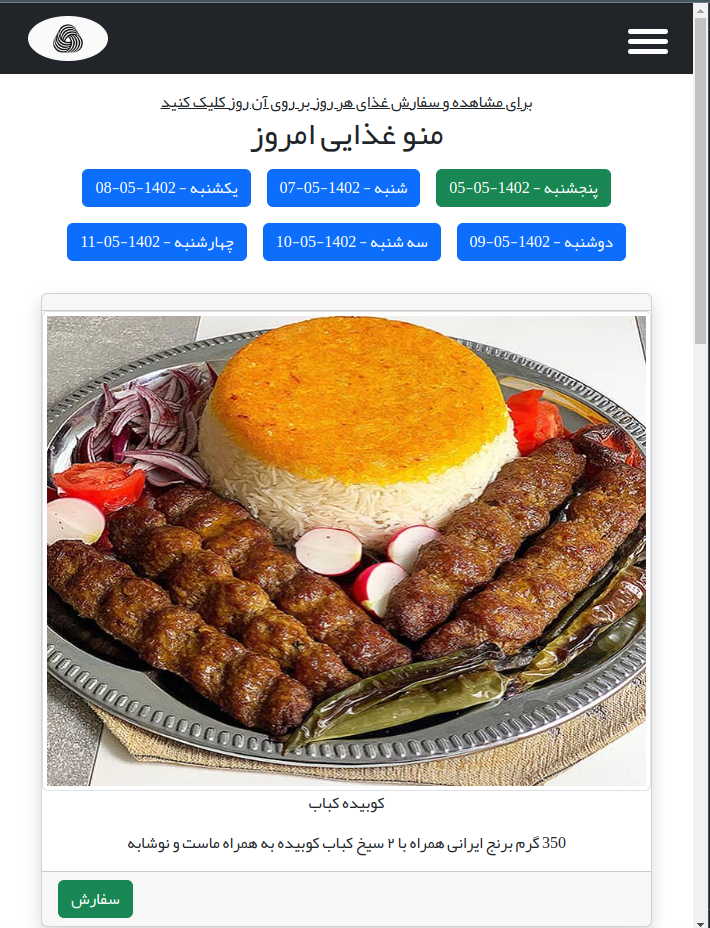 برای مشاهده و سفارش غذای هر روز بر روی آن روز کلیک کنید
منو غذایی امروز
پنجشنبه - 1402-05-05
شنبه - 1402-05-07
یکشنبه - 1402-05-08
دوشنبه - 1402-05-09
سه شنبه - 1402-05-10
چهارشنبه - 1402-05-11
کوبیده کباب
350 گرم برنج ایرانی همراه با ۲ سیخ کباب کوبیده به همراه ماست و نوشابه
سفارش